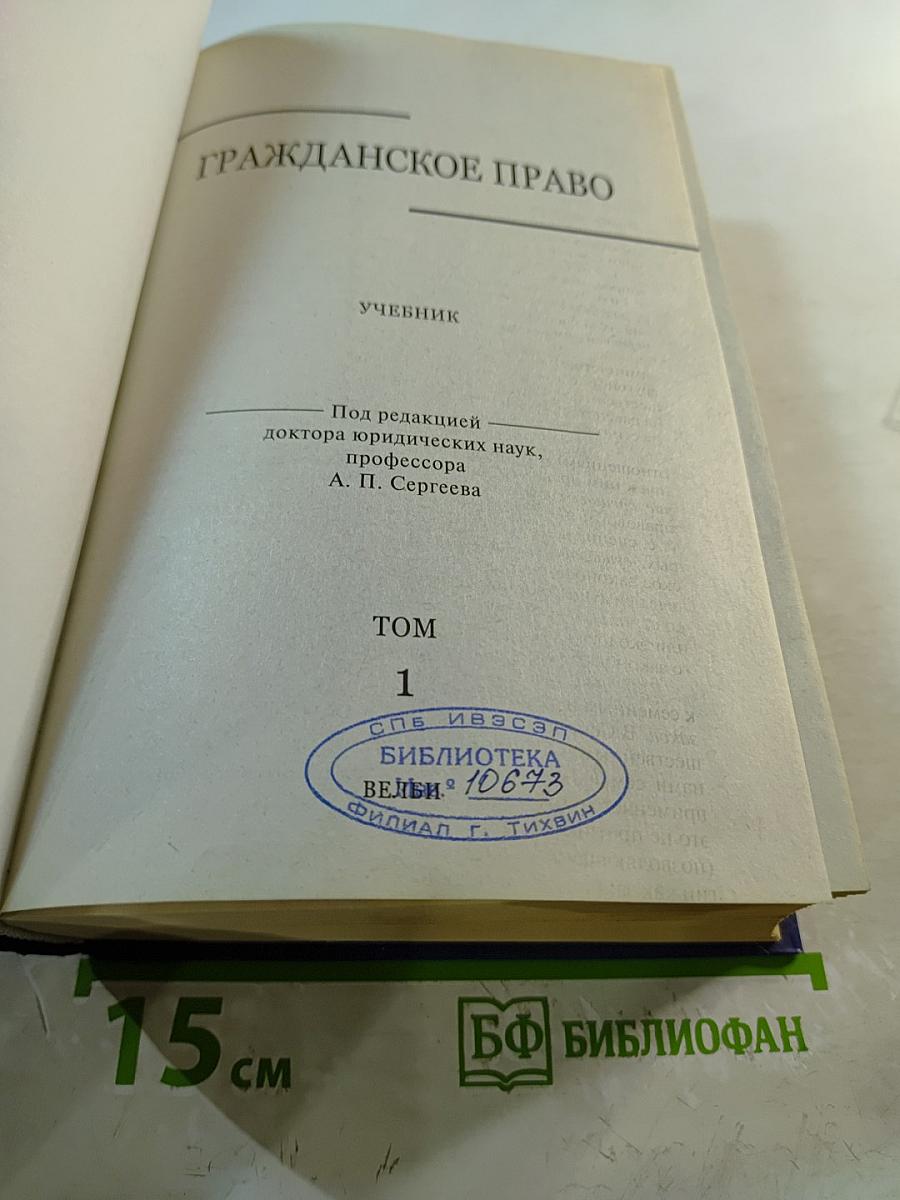 ГРАЖДАНСКОЕ ПРАВО
УЧЕБНИК
Под редакцией
доктора юридических наук,
профессора
А. П. Сергеева
ТОМ
1
СПБ ИВЭСЭП
БИБЛИОТЕКА
ВЕЛБИ № 10673
ФИЛИАЛ Г. ТИХВИН
15 см
БФ БИБЛИОФАН